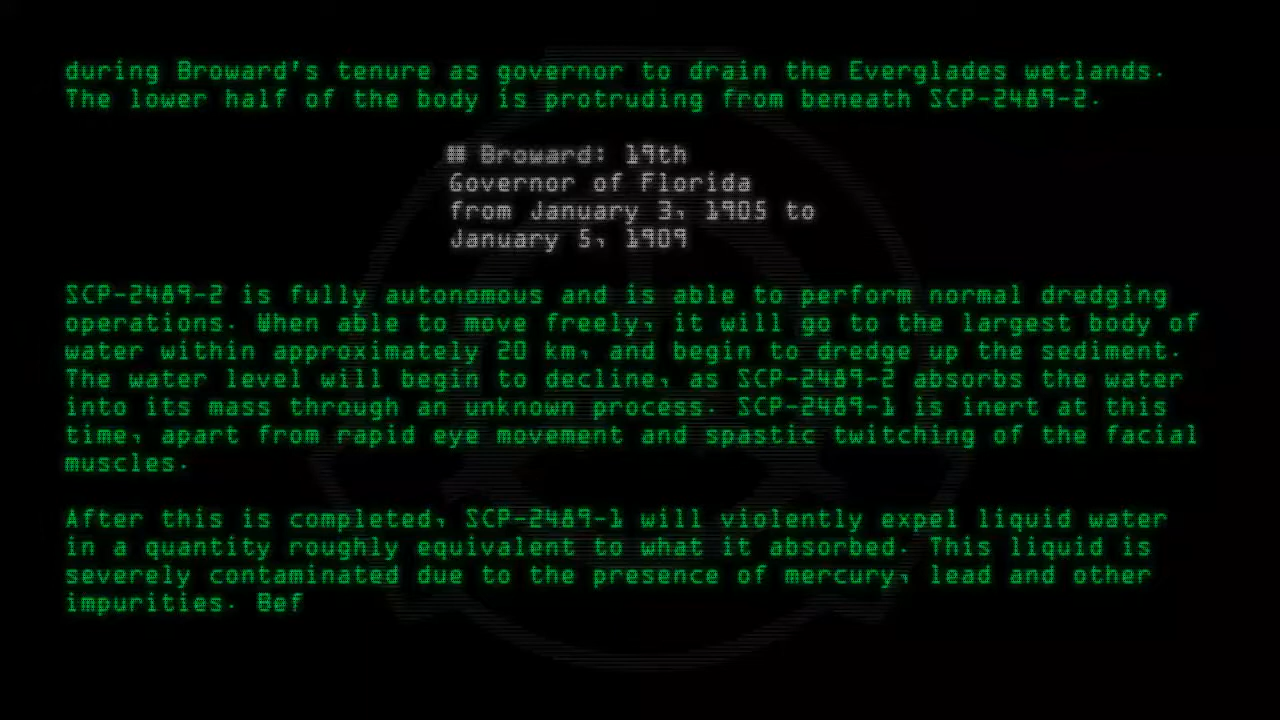 during Broward's tenure as governor to drain the Everglades wetlands.
The lower half of the body is protruding from beneath SCP-2489-2.
Broward: 19th
Governor of Florida
from January 3, 1905 to
January 5, 1909
SCP-2489-2 is fully autonomous and is able to perform normal dredging
operations. When able to move freely, it will go to the largest body of
water within approximately 20 km, and begin to dredge up the sediment.
The water level will begin to decline, as SCP-2489-2 absorbs the water
into its mass through an unknown process. SCP-2489-1 is inert at this
time, apart from rapid eye movement and spastic twitching of the facial
muscles.
After this is completed, SCP-2489-1 will violently expel liquid water
in a quantity roughly equivalent to what it absorbed. This liquid is
severely contaminated due to the presence of mercury, lead and other
impurities. Bef